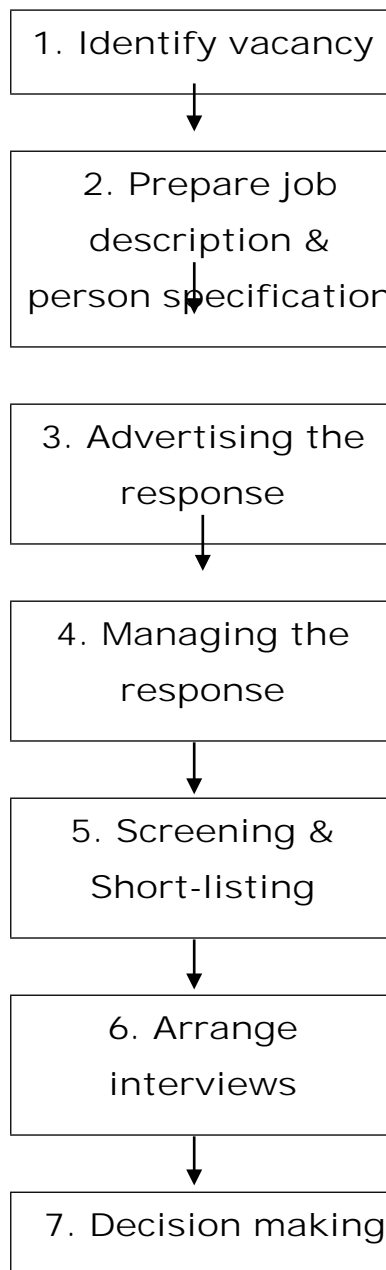 1. Identify vacancy
2. Prepare job
description &
person specification
3. Advertising the
response
4. Managing the
response
5. Screening &
Short-listing
6. Arrange
interviews
7. Decision making